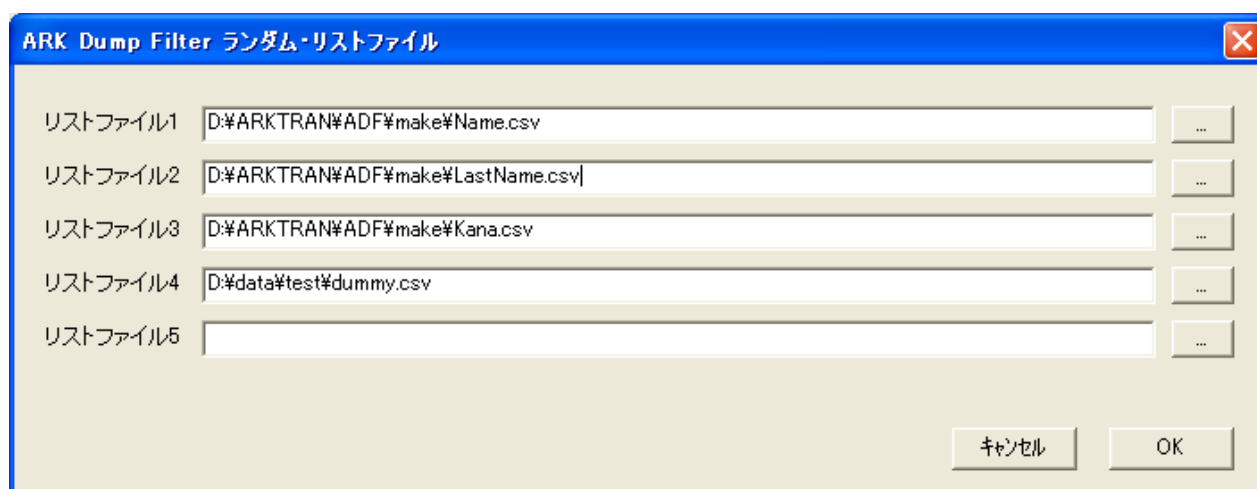 ARK Dump Filter ランダム・リストファイル
リストファイル1 D:¥ARKTRAN¥ADF¥make¥Name.csv ...
リストファイル2 D:¥ARKTRAN¥ADF¥make¥LastName.csv ...
リストファイル3 D:¥ARKTRAN¥ADF¥make¥Kana.csv ...
リストファイル4 D:¥data¥test¥dummy.csv ...
リストファイル5 ...
キャンセル OK